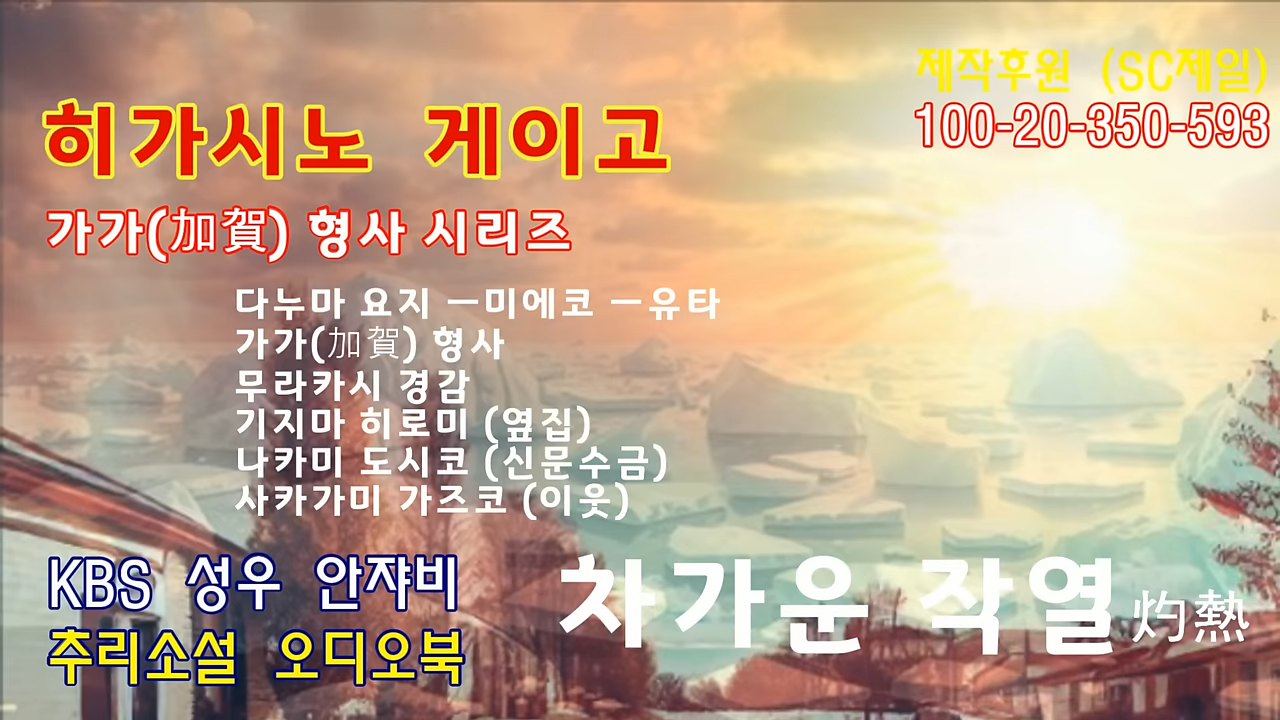 제작후원 (SC제일)
100-20-350-593
히가시노 게이고
가가(加賀) 형사 시리즈
다누마 요지 ㅡ미에코 ㅡ유타
가가(加賀) 형사
무라카시 경감
기지마 히로미 (옆집)
나카미 도시코 (신문수금)
사카가미 가즈코 (이웃)
KBS 성우 안쟈비
추리소설 오디오북
차가운 작열 灼熱